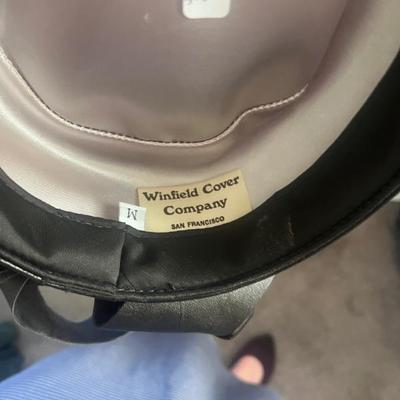 Winfield Cover
Company
SAN FRANCISCO
M